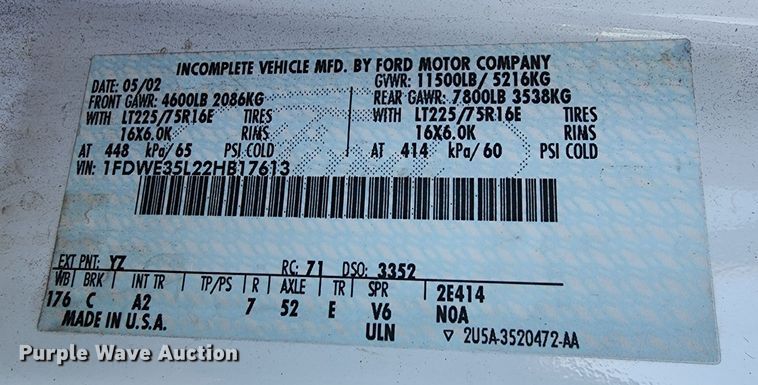 INCOMPLETE VEHICLE MFD. BY FORD MOTOR COMPANY
DATE: 05/02 GVWR: 11500LB/ 5216KG
FRONT GAWR: 4600LB 2086KG REAR GAWR: 7800LB 3538KG
WITH LT225/75R16E TIRES WITH LT225/75R16E TIRES
16X6.0K RIMS 16X6.0K RIMS
AT 448 kPa/65 PSI COLD AT 414 kPa/60 PSI COLD
VIN: 1FDWE35L22HB17613
EXT PNT: YZ RC: 71 DSO: 3352
WB BRK INT TR TP/PS R AXLE TR SPR 2E414
176 C A2 7 52 E V6 N0A
MADE IN U.S.A. ULN ▽ 2U5A-3520472-AA
Purple Wave Auction